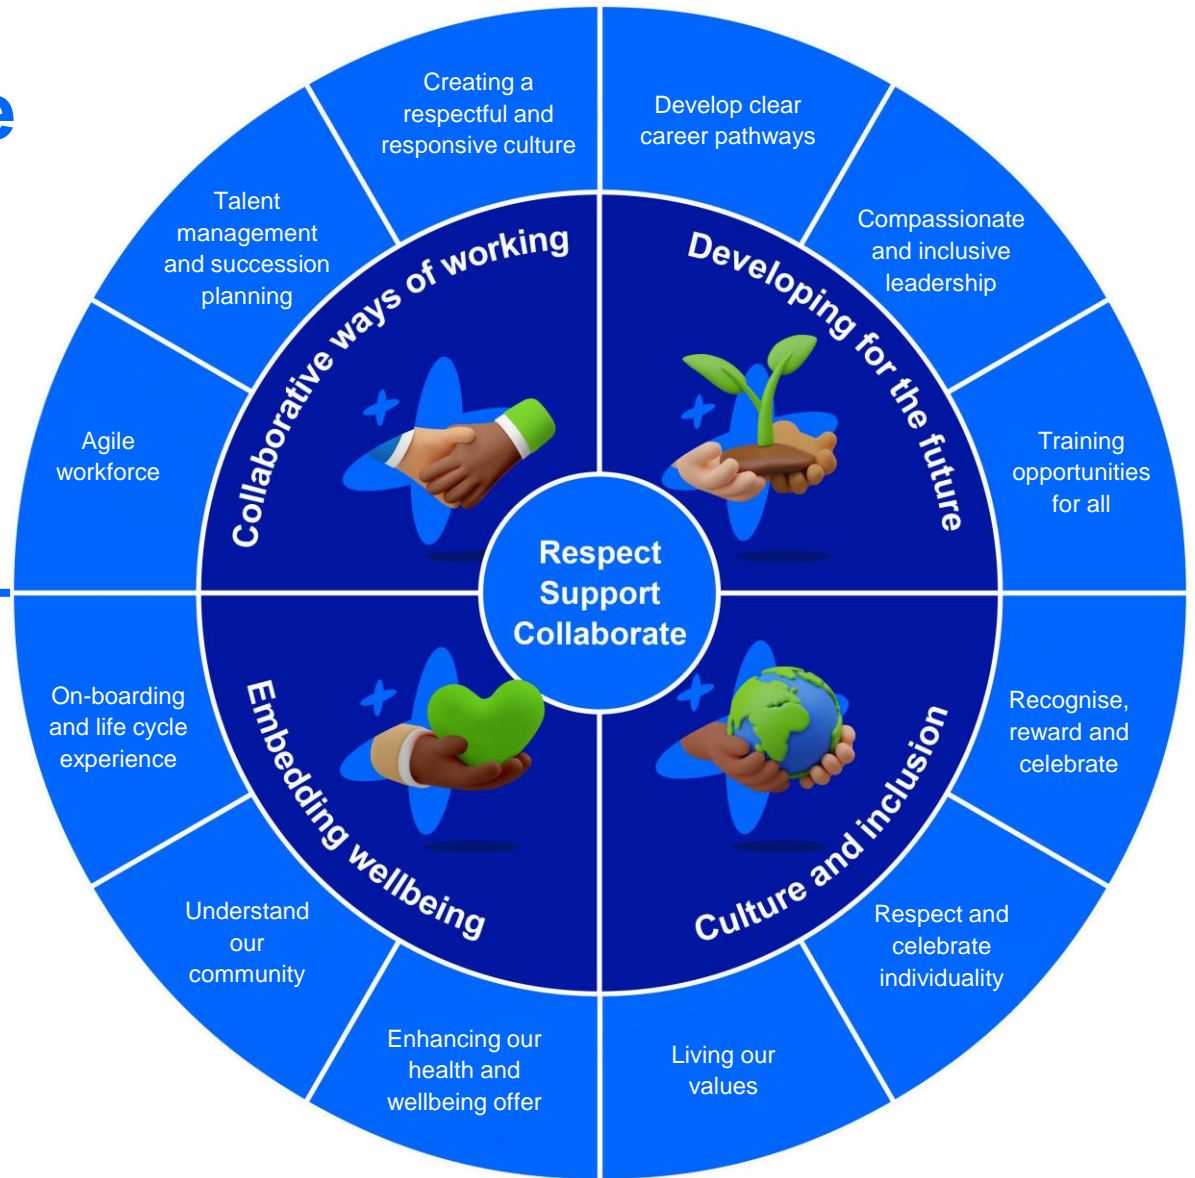 e
Creating a
respectful and
responsive culture
Develop clear
career pathways
Talent
management
and succession
planning
Compassionate
and inclusive
leadership
Agile
workforce
Training
opportunities
for all
Collaborative ways of working
Developing for the future
Respect
Support
Collaborate
Embedding wellbeing
Culture and inclusion
On-boarding
and life cycle
experience
Recognise,
reward and
celebrate
Understand
our
community
Respect and
celebrate
individuality
Enhancing our
health and
wellbeing offer
Living our
values